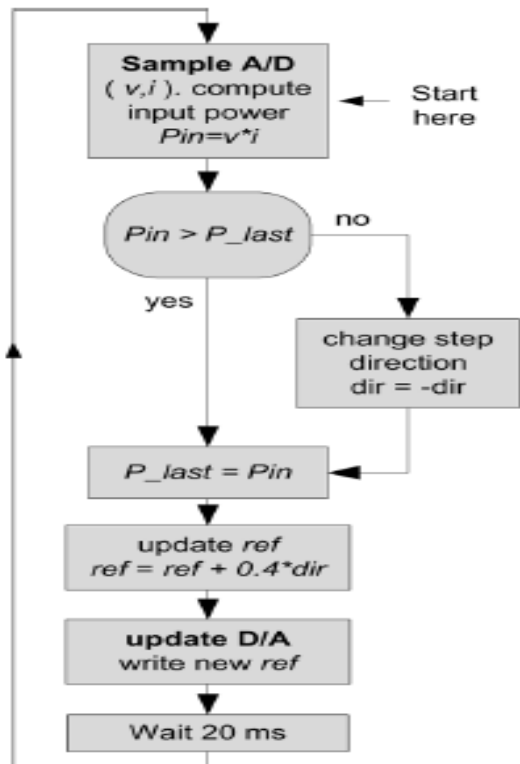 Sample A/D
( v,i ). compute
input power
Pin=v*i
Start
here
Pin > P_last
no
yes
change step
direction
dir = -dir
P_last = Pin
update ref
ref = ref + 0.4*dir
update D/A
write new ref
Wait 20 ms